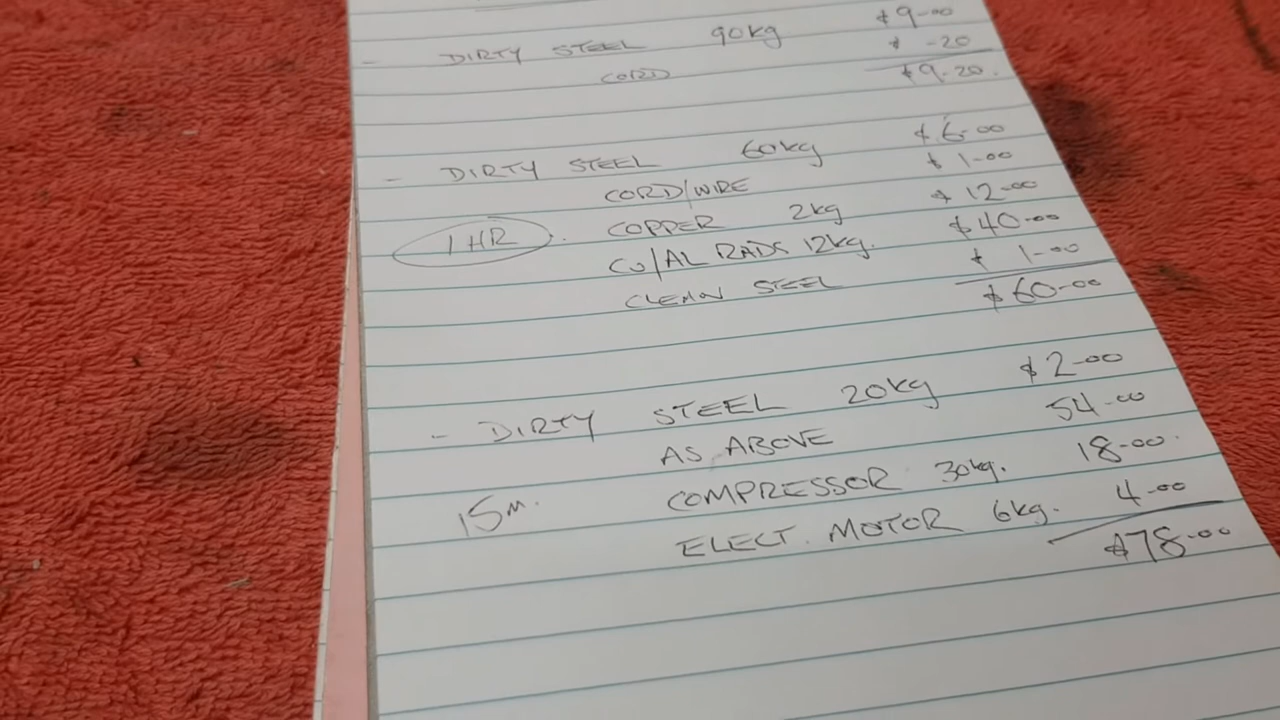 - DIRTY STEEL 90kg $9-00
CORD $ -20
$9-20.
- DIRTY STEEL 60kg $6-00
CORD/WIRE $1-00
1 HR. COPPER 2kg $12-00
CU/AL RADS 12kg. $40-00
CLEAN STEEL $1-00
$60-00
- DIRTY STEEL 20kg $2-00
AS ABOVE 54-00
15m. COMPRESSOR 30kg. 18-00.
ELECT. MOTOR 6kg. 4-00
$78-00